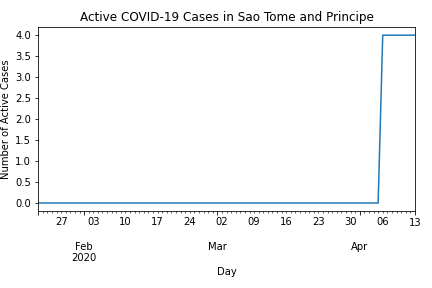 Active COVID-19 Cases in Sao Tome and Principe
4.0
3.5
3.0
2.5
2.0
1.5
1.0
0.5
0.0
Number of Active Cases
27 03 10 17 24 02 09 16 23 30 06 13
Feb Mar Apr
2020
Day